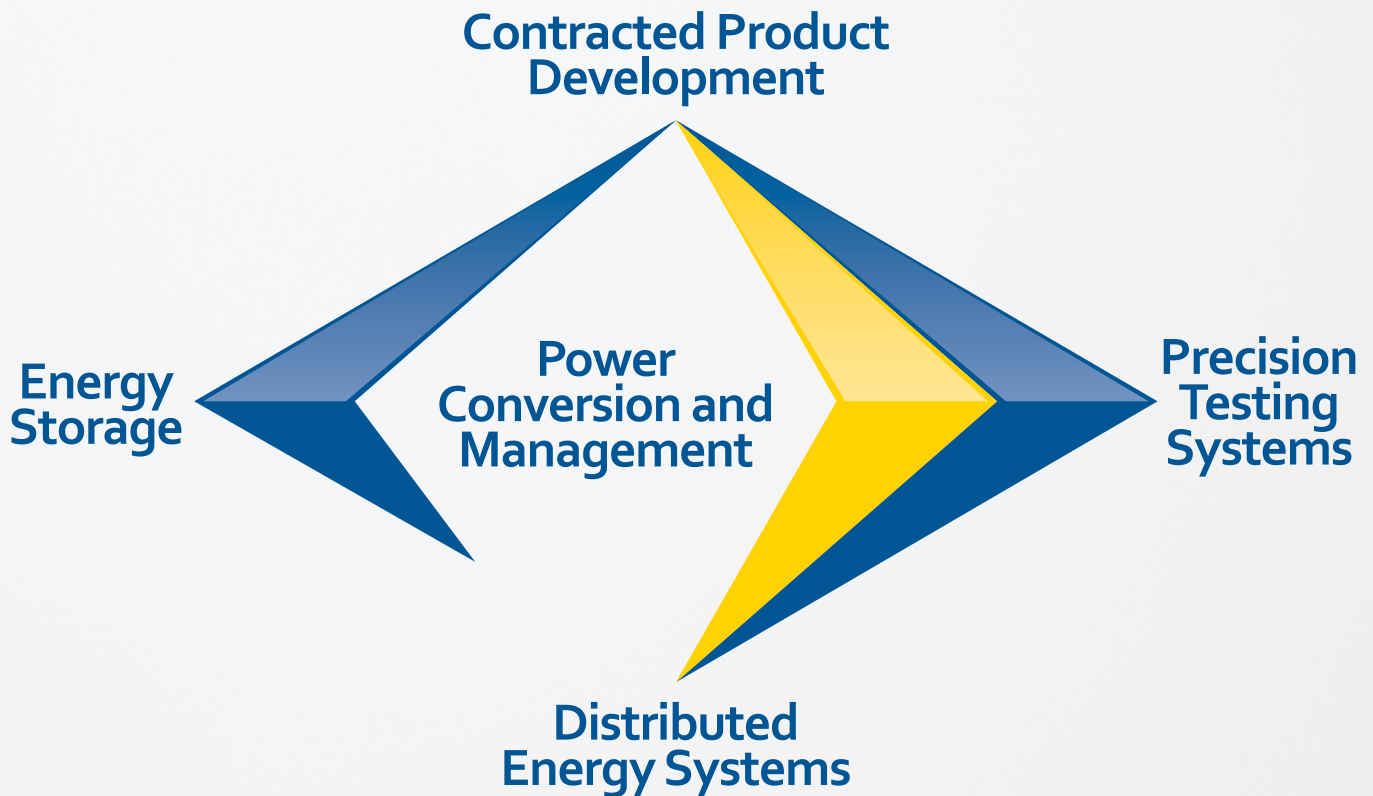 Contracted Product
Development
Energy
Storage
Power
Conversion and
Management
Precision
Testing
Systems
Distributed
Energy Systems